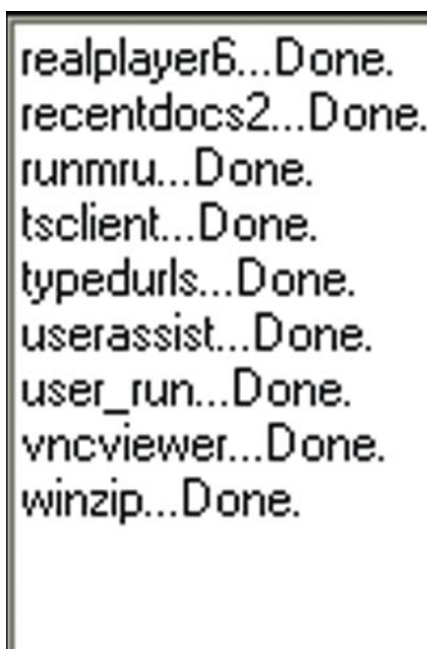 realplayer6...Done.
recentdocs2...Done.
runmru...Done.
tsclient...Done.
typedurls...Done.
userassist...Done.
user_run...Done.
vncviewer...Done.
winzip...Done.